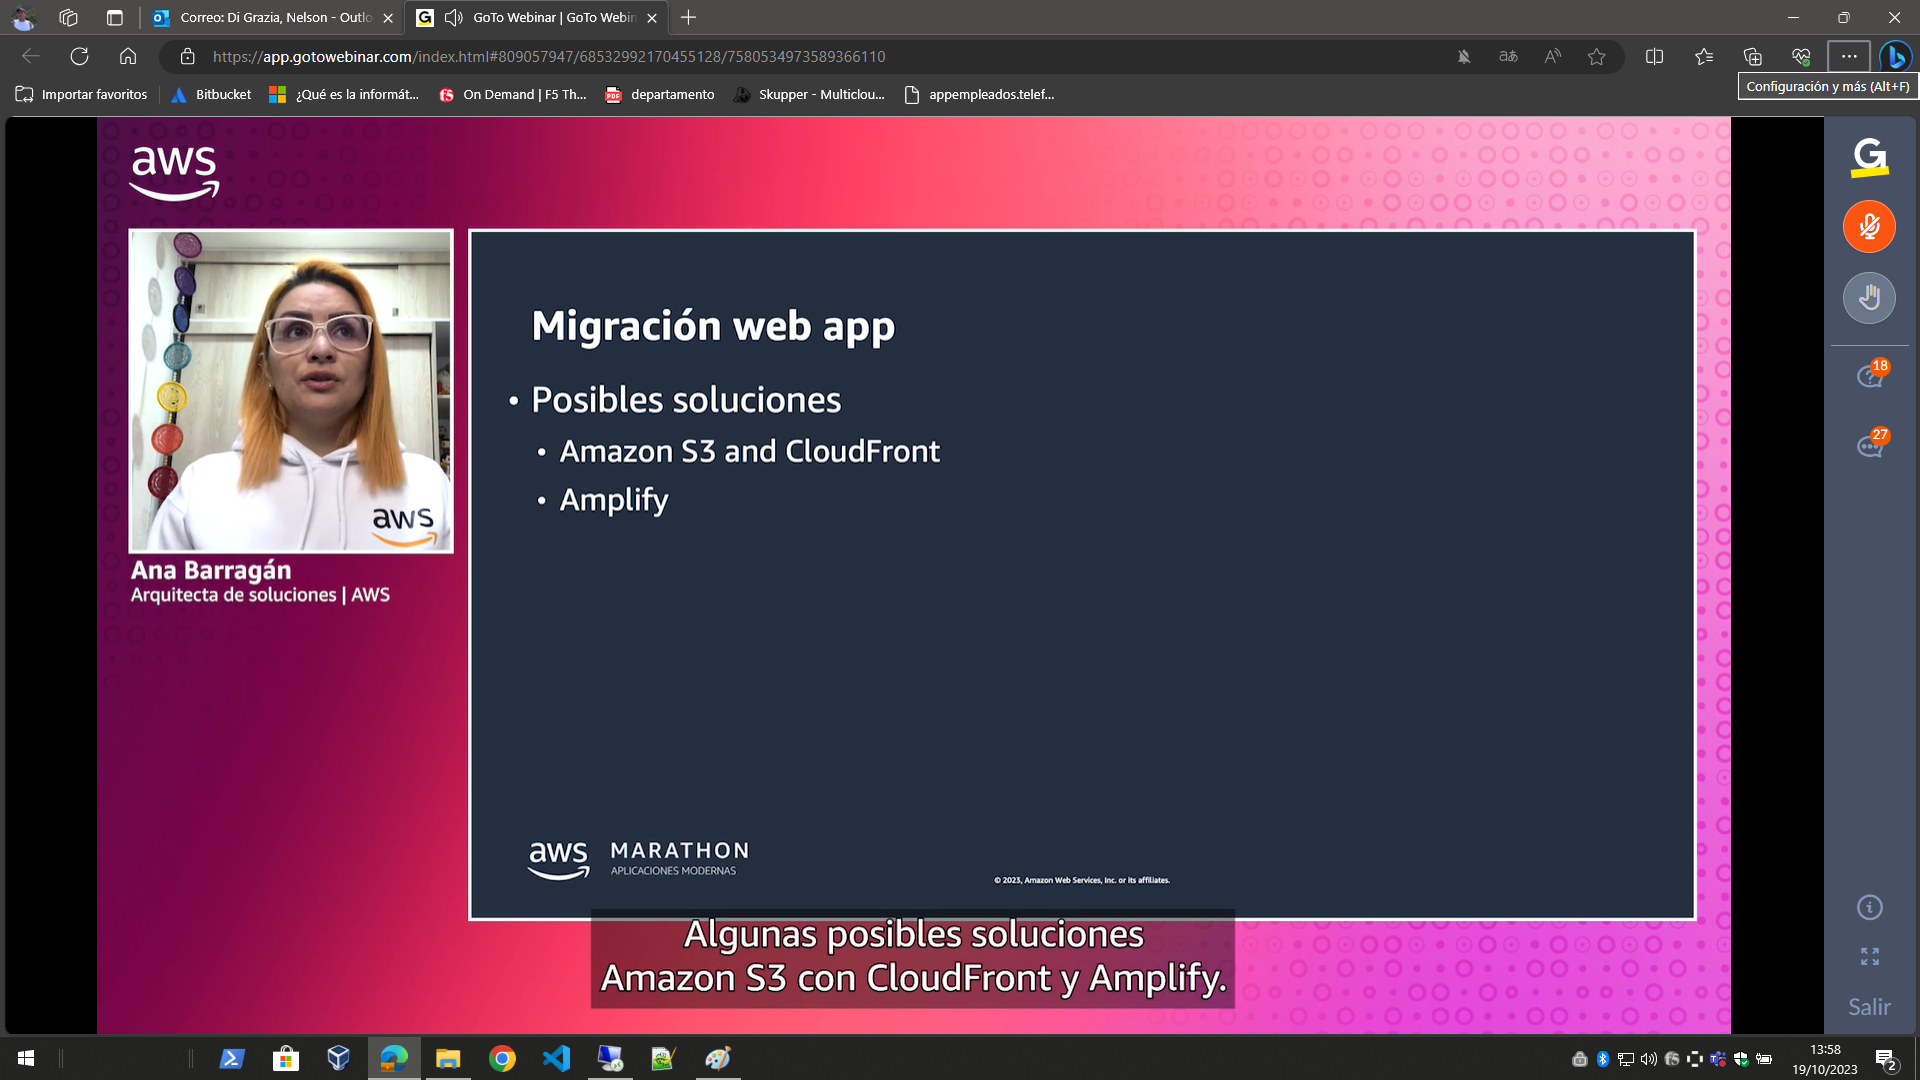 Correo: Di Grazia, Nelson - Outlo
GoTo Webinar | GoTo Webin
https://app.gotowebinar.com/index.html#809057947/68532992170455128/7580534973589366110
Importar favoritos
Bitbucket
¿Qué es la informát...
On Demand | F5 Th...
departamento
Skupper - Multiclou...
appempleados.telef...
Configuración y más (Alt+F)
aws
aws
Ana Barragán
Arquitecta de soluciones | AWS
Migración web app
• Posibles soluciones
• Amazon S3 and CloudFront
• Amplify
aws MARATHON
APLICACIONES MODERNAS
© 2023, Amazon Web Services, Inc. or its affiliates.
Algunas posibles soluciones
Amazon S3 con CloudFront y Amplify.
18
27
Salir
13:58
19/10/2023
2